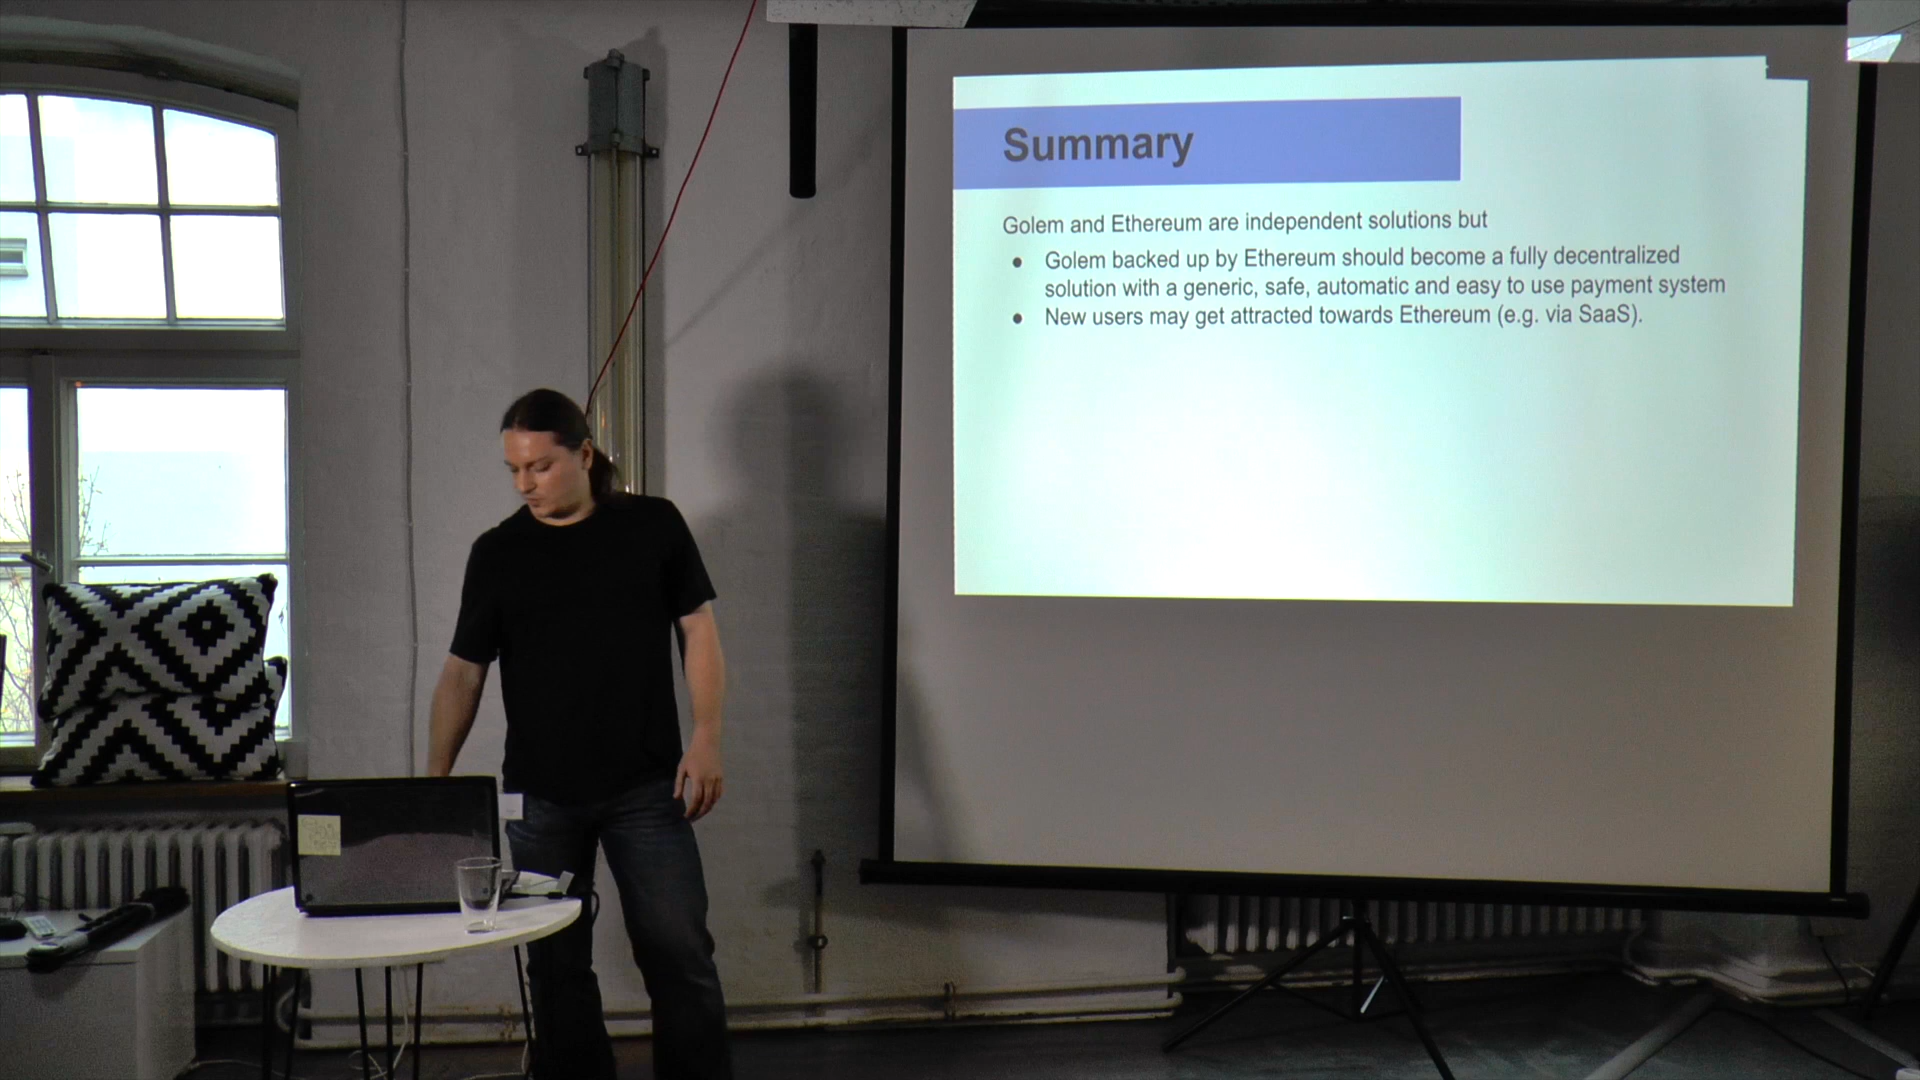 Summary
Golem and Ethereum are independent solutions but
● Golem backed up by Ethereum should become a fully decentralized
solution with a generic, safe, automatic and easy to use payment system
● New users may get attracted towards Ethereum (e.g. via SaaS).